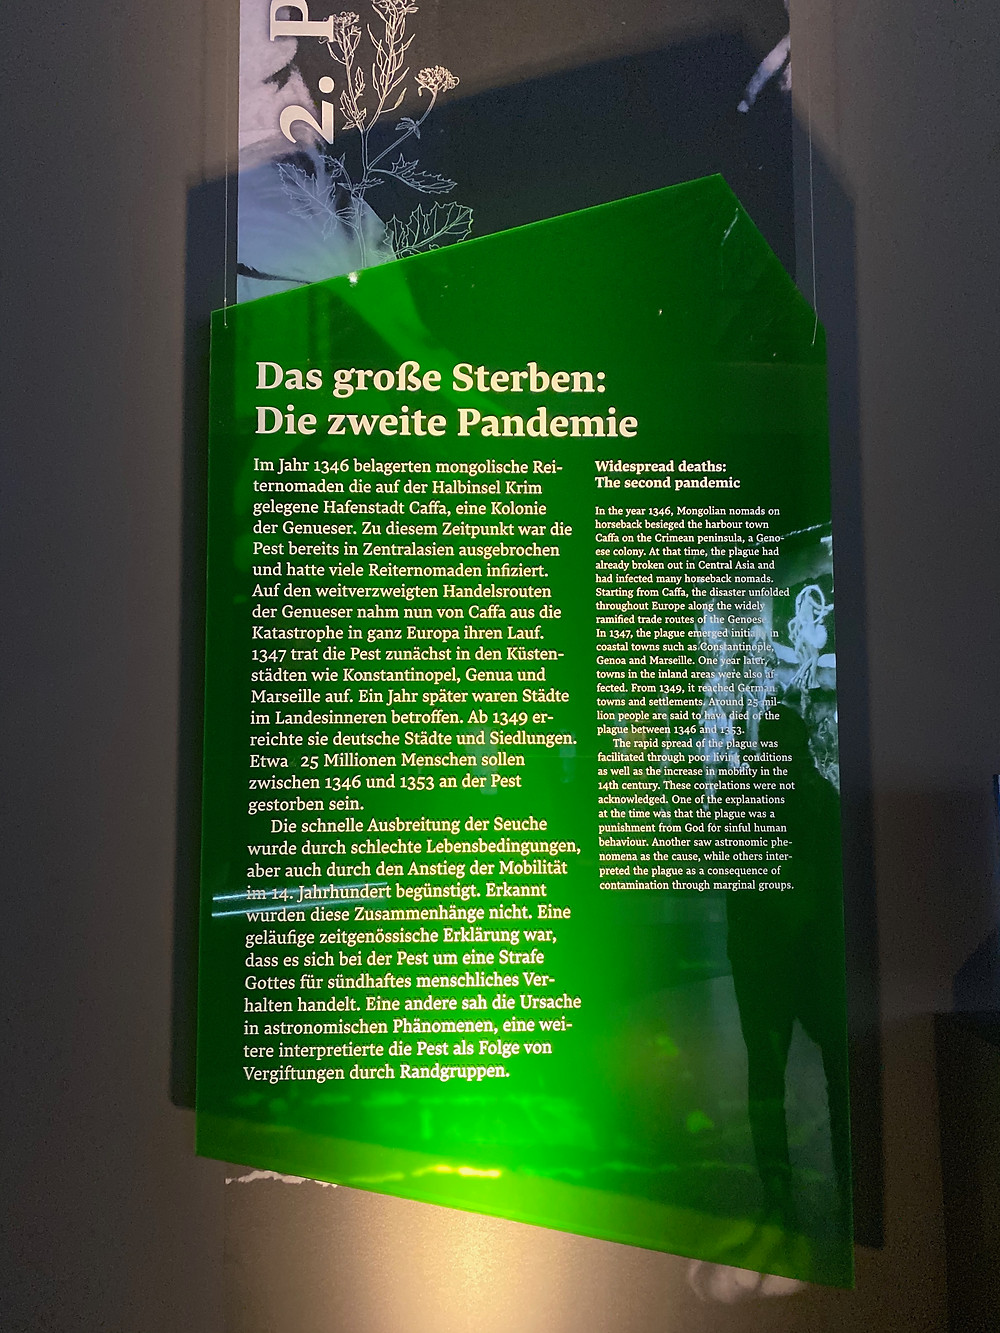 2. P
Das große Sterben:
Die zweite Pandemie
Im Jahr 1346 belagerten mongolische Rei-
ternomaden die auf der Halbinsel Krim
gelegene Hafenstadt Caffa, eine Kolonie
der Genueser. Zu diesem Zeitpunkt war die
Pest bereits in Zentralasien ausgebrochen
und hatte viele Reiternomaden infiziert.
Auf den weitverzweigten Handelsrouten
der Genueser nahm nun von Caffa aus die
Katastrophe in ganz Europa ihren Lauf.
1347 trat die Pest zunächst in den Küsten-
städten wie Konstantinopel, Genua und
Marseille auf. Ein Jahr später waren Städte
im Landesinneren betroffen. Ab 1349 er-
reichte sie deutsche Städte und Siedlungen.
Etwa 25 Millionen Menschen sollen
zwischen 1346 und 1353 an der Pest
gestorben sein.
Die schnelle Ausbreitung der Seuche
wurde durch schlechte Lebensbedingungen,
aber auch durch den Anstieg der Mobilität
im 14. Jahrhundert begünstigt. Erkannt
wurden diese Zusammenhänge nicht. Eine
geläufige zeitgenössische Erklärung war,
dass es sich bei der Pest um eine Strafe
Gottes für sündhaftes menschliches Ver-
halten handelt. Eine andere sah die Ursache
in astronomischen Phänomenen, eine wei-
tere interpretierte die Pest als Folge von
Vergiftungen durch Randgruppen.
Widespread deaths:
The second pandemic
In the year 1346, Mongolian nomads on
horseback besieged the harbour town
Caffa on the Crimean peninsula, a Geno-
ese colony. At that time, the plague had
already broken out in Central Asia and
had infected many horseback nomads.
Starting from Caffa, the disaster unfolded
throughout Europe along the widely
ramified trade routes of the Genoese.
In 1347, the plague emerged initially in
coastal towns such as Constantinople,
Genoa and Marseille. One year later,
towns in the inland areas were also af-
fected. From 1349, it reached German
towns and settlements. Around 25 mil-
lion people are said to have died of the
plague between 1346 and 1353.
The rapid spread of the plague was
facilitated through poor living conditions
as well as the increase in mobility in the
14th century. These correlations were not
acknowledged. One of the explanations
at the time was that the plague was a
punishment from God for sinful human
behaviour. Another saw astronomic phe-
nomena as the cause, while others inter-
preted the plague as a consequence of
contamination through marginal groups.